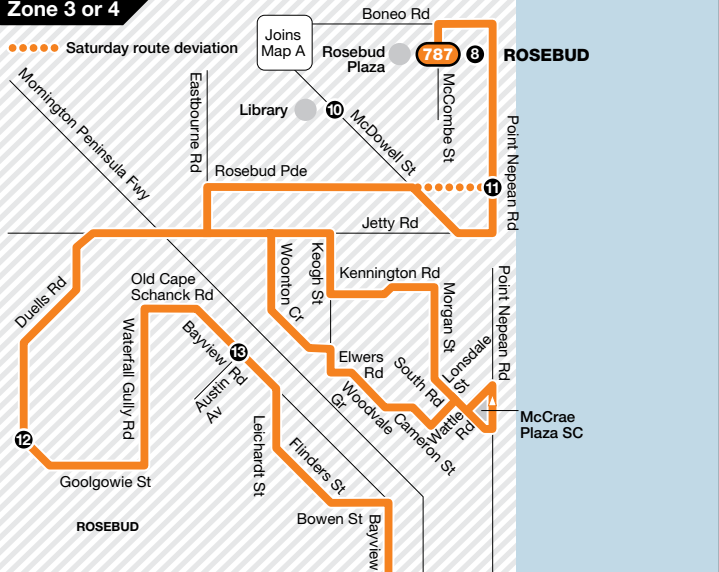 Zone 3 or 4
Saturday route deviation
Boneo Rd
Joins
Map A
Rosebud
Plaza
787
8
ROSEBUD
Mornington Peninsula Fwy
Eastbourne Rd
Library
10
McDowell St
McCombe St
Point Nepean Rd
Rosebud Pde
11
Jetty Rd
Duells Rd
Old Cape
Schanck Rd
Woonton Cr
Keogh St
Kennington Rd
Morgan St
Point Nepean Rd
Waterfall Gully Rd
Bayview Rd
13
Austin
Av
Elwers
Rd
South Rd
Lonsdale
St
Woodvale
Gr
Cameron St
Wattle
Rd
McCrae
Plaza SC
12
Goolgowie St
Leichardt St
Flinders St
Bowen St
Bayview
ROSEBUD